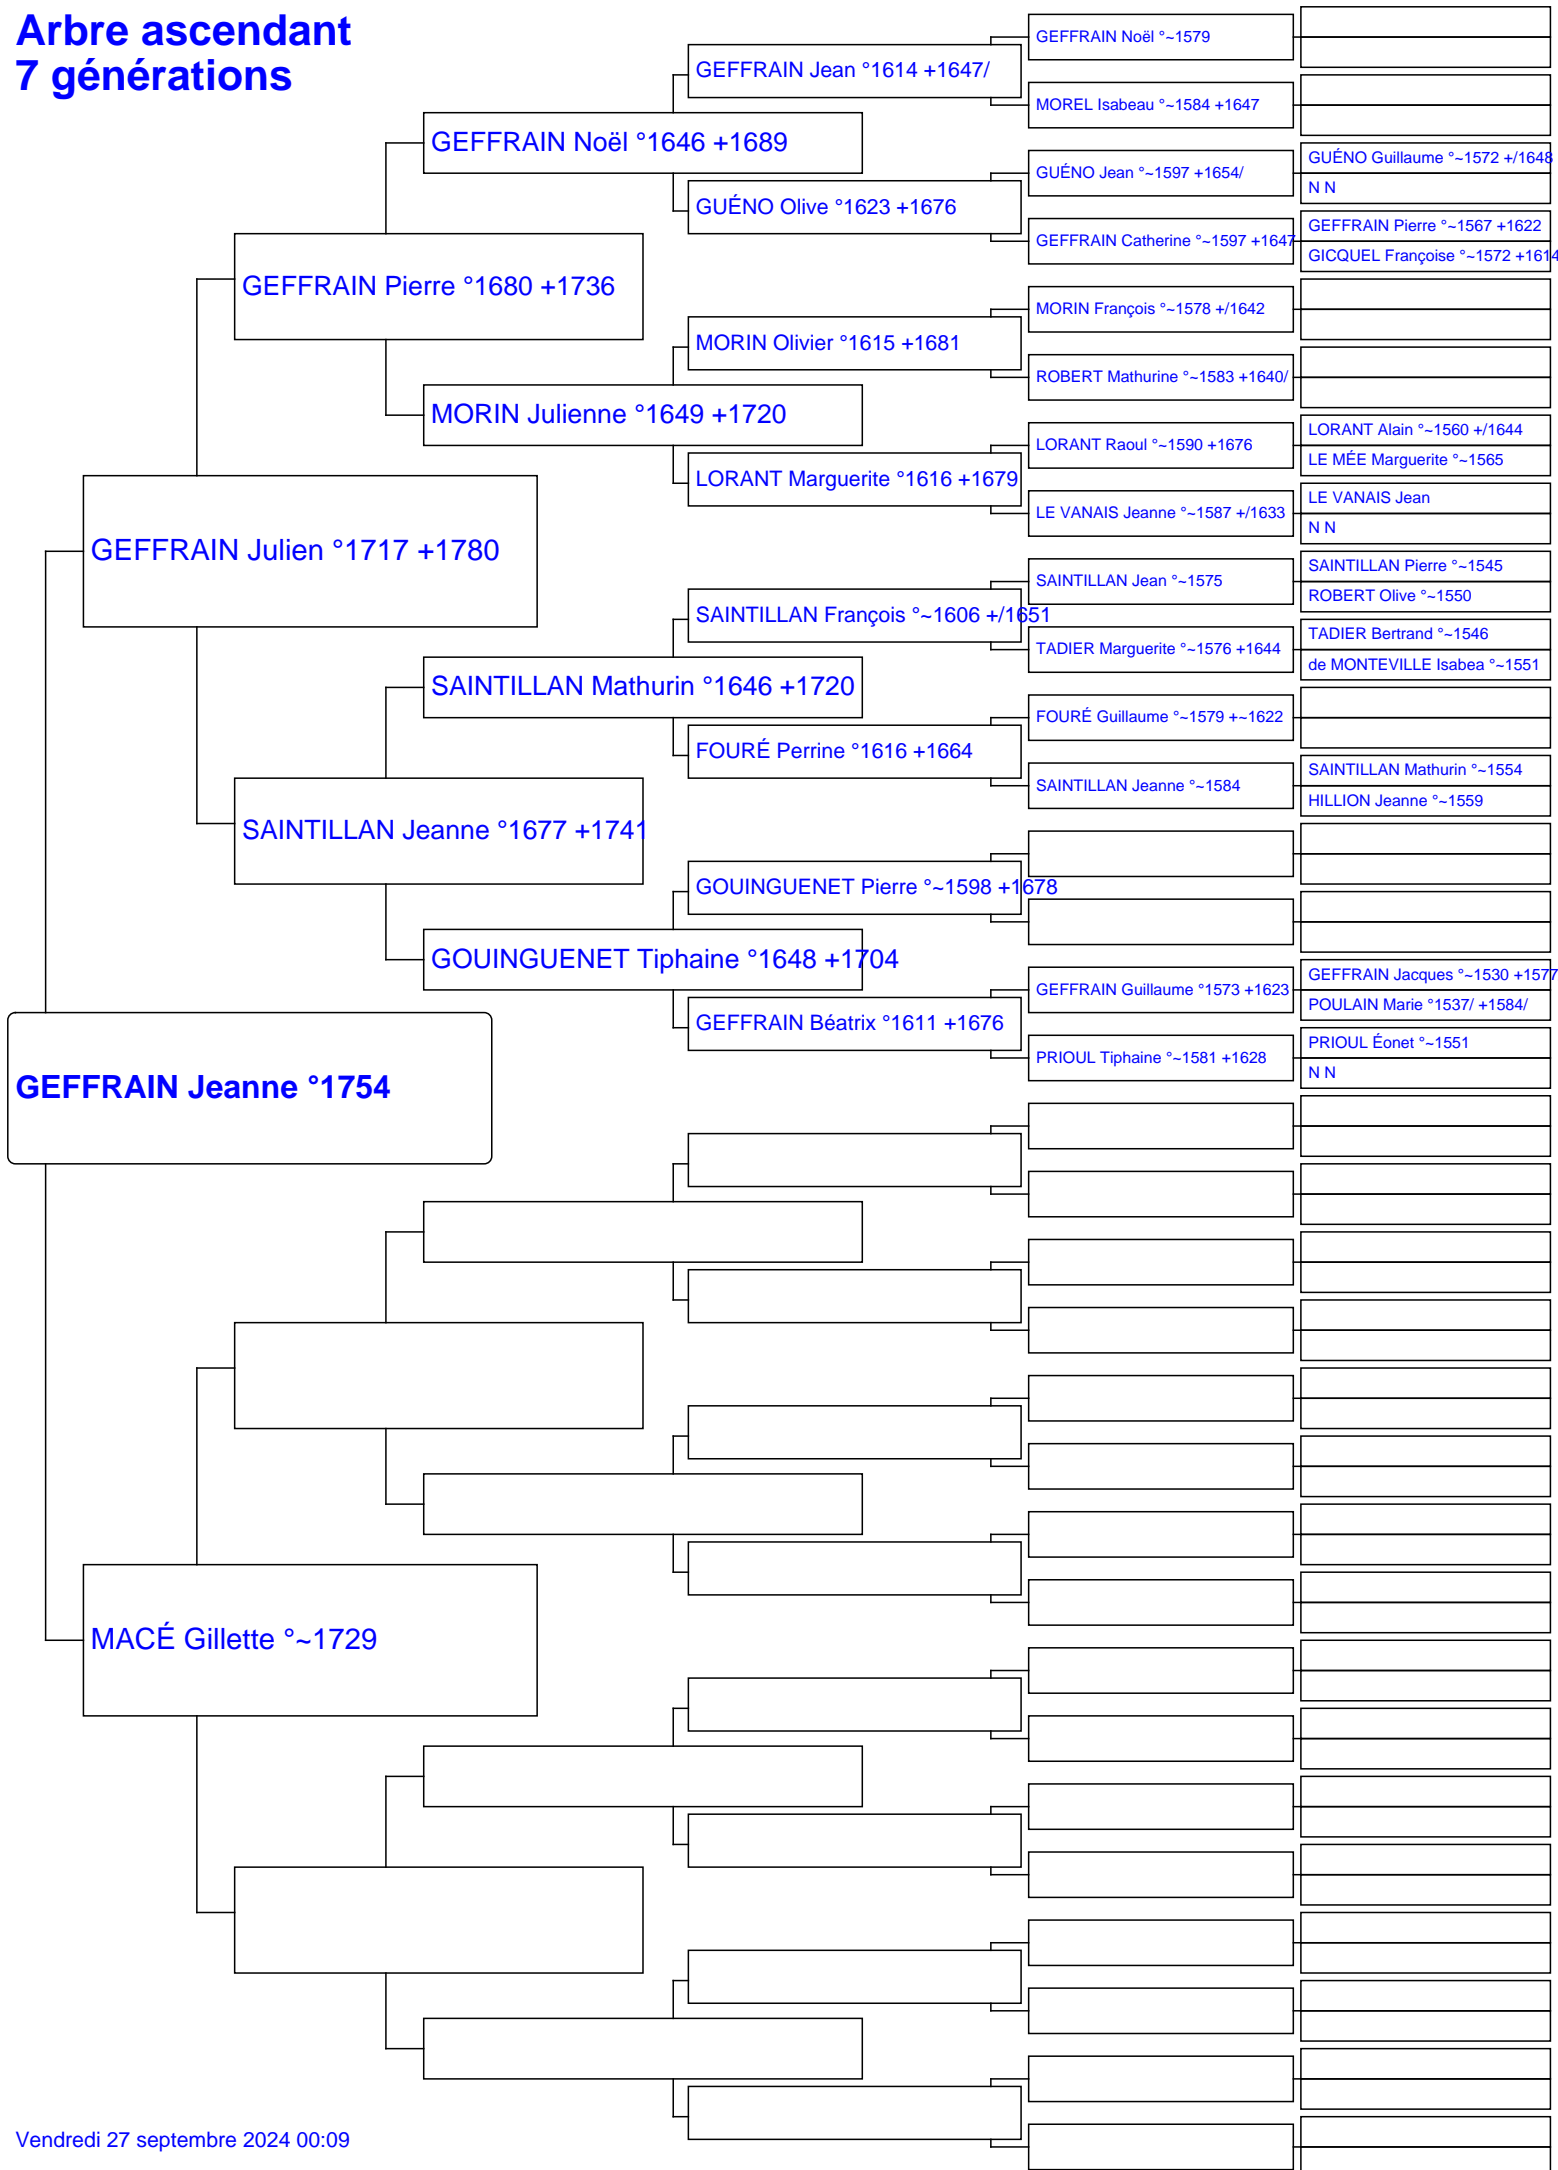 Arbre ascendant
7 générations
GEFFRAIN Jeanne °1754
GEFFRAIN Julien °1717 +1780
MACÉ Gillette °~1729
GEFFRAIN Pierre °1680 +1736
SAINTILLAN Jeanne °1677 +1741
GEFFRAIN Noël °1646 +1689
MORIN Julienne °1649 +1720
SAINTILLAN Mathurin °1646 +1720
GOUINGUENET Tiphaine °1648 +1704
GEFFRAIN Jean °1614 +1647/
GUÉNO Olive °1623 +1676
MORIN Olivier °1615 +1681
LORANT Marguerite °1616 +1679
SAINTILLAN François °~1606 +/1651
FOURÉ Perrine °1616 +1664
GOUINGUENET Pierre °~1598 +1678
GEFFRAIN Béatrix °1611 +1676
GEFFRAIN Noël °~1579
MOREL Isabeau °~1584 +1647
GUÉNO Jean °~1597 +1654/
GEFFRAIN Catherine °~1597 +1647
MORIN François °~1578 +/1642
ROBERT Mathurine °~1583 +1640/
LORANT Raoul °~1590 +1676
LE VANAIS Jeanne °~1587 +/1633
SAINTILLAN Jean °~1575
TADIER Marguerite °~1576 +1644
FOURÉ Guillaume °~1579 +~1622
SAINTILLAN Jeanne °~1584
GEFFRAIN Guillaume °1573 +1623
PRIOUL Tiphaine °~1581 +1628
GUÉNO Guillaume °~1572 +/1648
N N
GEFFRAIN Pierre °~1567 +1622
GICQUEL Françoise °~1572 +1614
LORANT Alain °~1560 +/1644
LE MÉE Marguerite °~1565
LE VANAIS Jean
N N
SAINTILLAN Pierre °~1545
ROBERT Olive °~1550
TADIER Bertrand °~1546
de MONTEVILLE Isabea °~1551
SAINTILLAN Mathurin °~1554
HILLION Jeanne °~1559
GEFFRAIN Jacques °~1530 +1577
POULAIN Marie °1537/ +1584/
PRIOUL Éonet °~1551
N N
Vendredi 27 septembre 2024 00:09